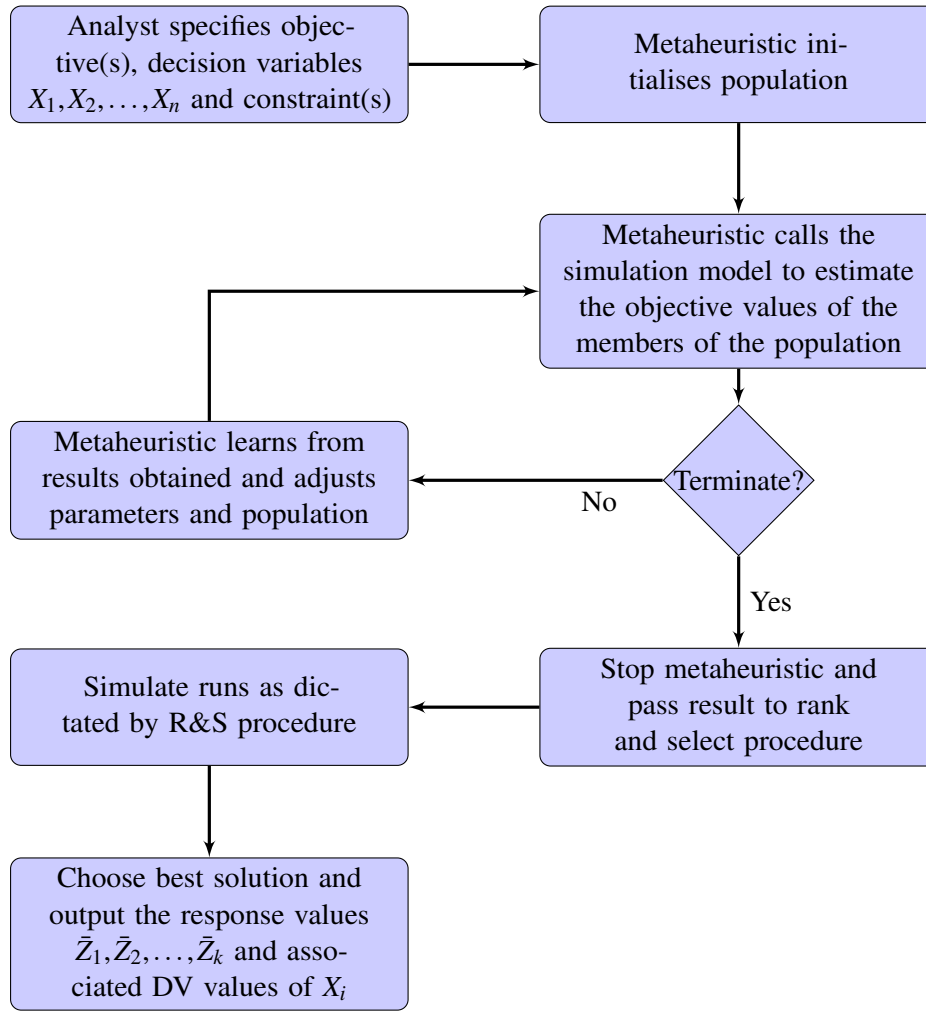 Analyst specifies objec-
tive(s), decision variables
X₁,X₂,...,Xₙ and constraint(s)
Metaheuristic ini-
tialises population
Metaheuristic calls the
simulation model to estimate
the objective values of the
members of the population
Metaheuristic learns from
results obtained and adjusts
parameters and population
Terminate?
No
Yes
Simulate runs as dic-
tated by R&S procedure
Stop metaheuristic and
pass result to rank
and select procedure
Choose best solution and
output the response values
Z̄₁,Z̄₂,...,Z̄ₖ and asso-
ciated DV values of Xᵢ